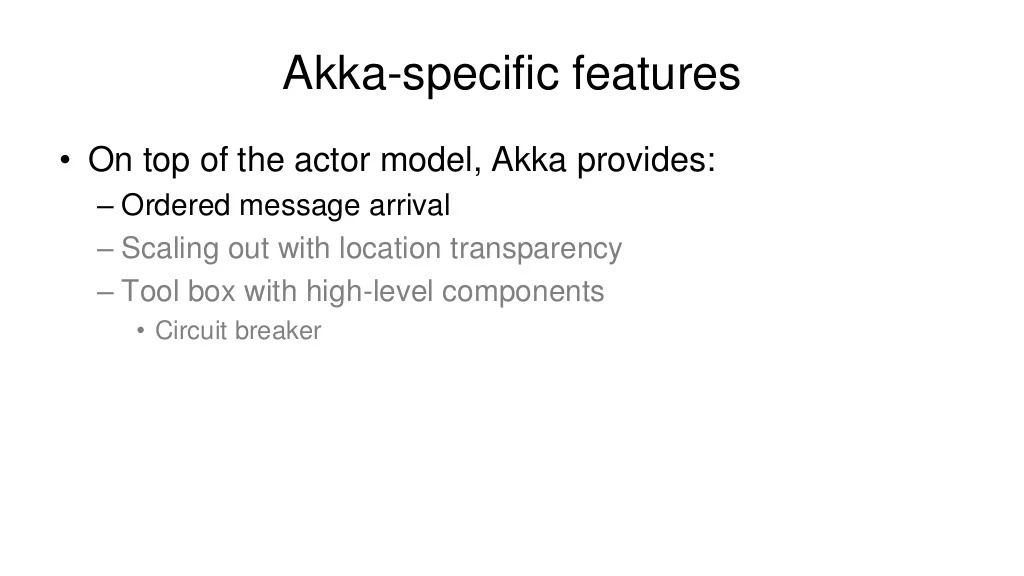 Akka-specific features
• On top of the actor model, Akka provides:
– Ordered message arrival
– Scaling out with location transparency
– Tool box with high-level components
• Circuit breaker